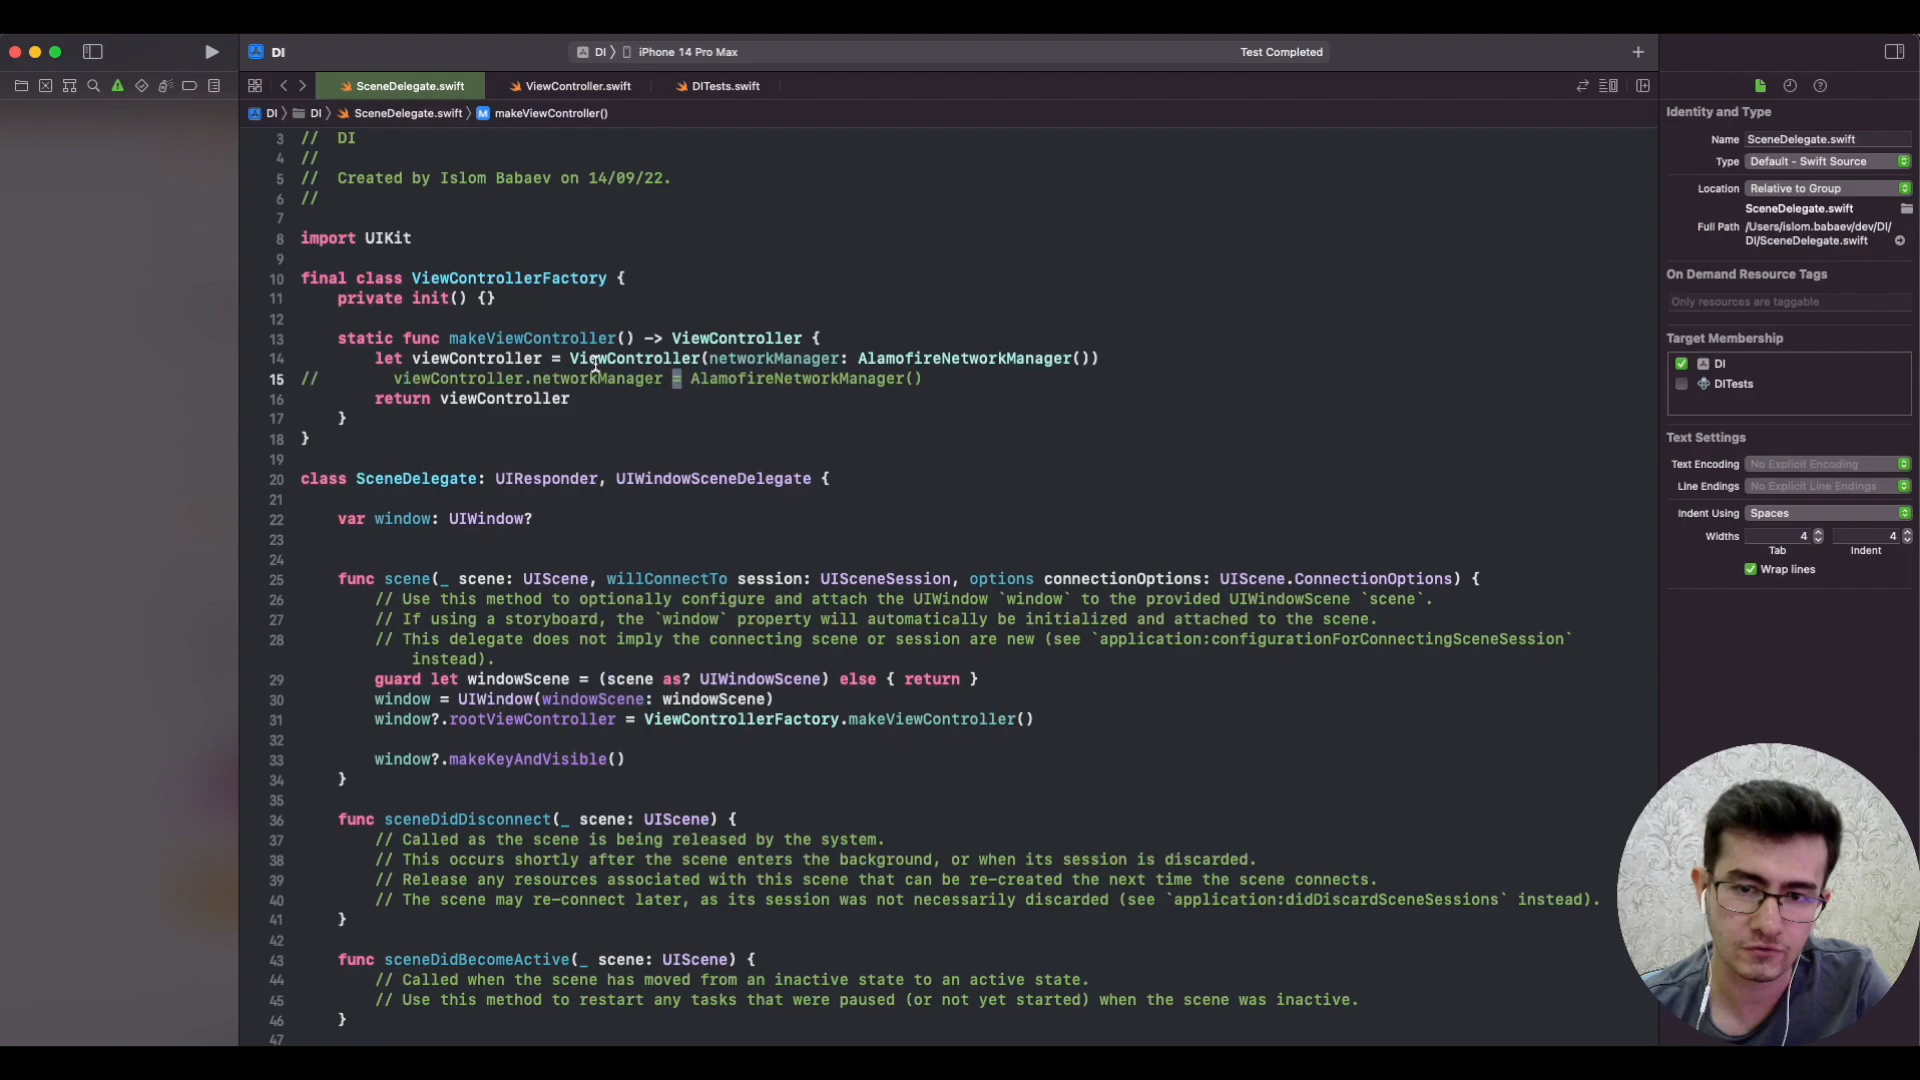 DI
DI 〉 iPhone 14 Pro Max
Test Completed
SceneDelegate.swift
ViewController.swift
DITests.swift
DI 〉 DI 〉 SceneDelegate.swift 〉 M makeViewController()
3 //  DI
4 //
5 //  Created by Islom Babaev on 14/09/22.
6 //
7
8 import UIKit
9
10 final class ViewControllerFactory {
11     private init() {}
12
13     static func makeViewController() -> ViewController {
14         let viewController = ViewController(networkManager: AlamofireNetworkManager())
15 //        viewController.networkManager = AlamofireNetworkManager()
16         return viewController
17     }
18 }
19
20 class SceneDelegate: UIResponder, UIWindowSceneDelegate {
21
22     var window: UIWindow?
23
24
25     func scene(_ scene: UIScene, willConnectTo session: UISceneSession, options connectionOptions: UIScene.ConnectionOptions) {
26         // Use this method to optionally configure and attach the UIWindow `window` to the provided UIWindowScene `scene`.
27         // If using a storyboard, the `window` property will automatically be initialized and attached to the scene.
28         // This delegate does not imply the connecting scene or session are new (see `application:configurationForConnectingSceneSession`
instead).
29         guard let windowScene = (scene as? UIWindowScene) else { return }
30         window = UIWindow(windowScene: windowScene)
31         window?.rootViewController = ViewControllerFactory.makeViewController()
32
33         window?.makeKeyAndVisible()
34     }
35
36     func sceneDidDisconnect(_ scene: UIScene) {
37         // Called as the scene is being released by the system.
38         // This occurs shortly after the scene enters the background, or when its session is discarded.
39         // Release any resources associated with this scene that can be re-created the next time the scene connects.
40         // The scene may re-connect later, as its session was not necessarily discarded (see `application:didDiscardSceneSessions` instead).
41     }
42
43     func sceneDidBecomeActive(_ scene: UIScene) {
44         // Called when the scene has moved from an inactive state to an active state.
45         // Use this method to restart any tasks that were paused (or not yet started) when the scene was inactive.
46     }
47
Identity and Type
Name SceneDelegate.swift
Type Default - Swift Source
Location Relative to Group
SceneDelegate.swift
Full Path /Users/islom.babaev/dev/DI/
DI/SceneDelegate.swift
On Demand Resource Tags
Only resources are taggable
Target Membership
DI
DITests
Text Settings
Text Encoding No Explicit Encoding
Line Endings No Explicit Line Endings
Indent Using Spaces
Widths 4 4
Tab Indent
Wrap lines